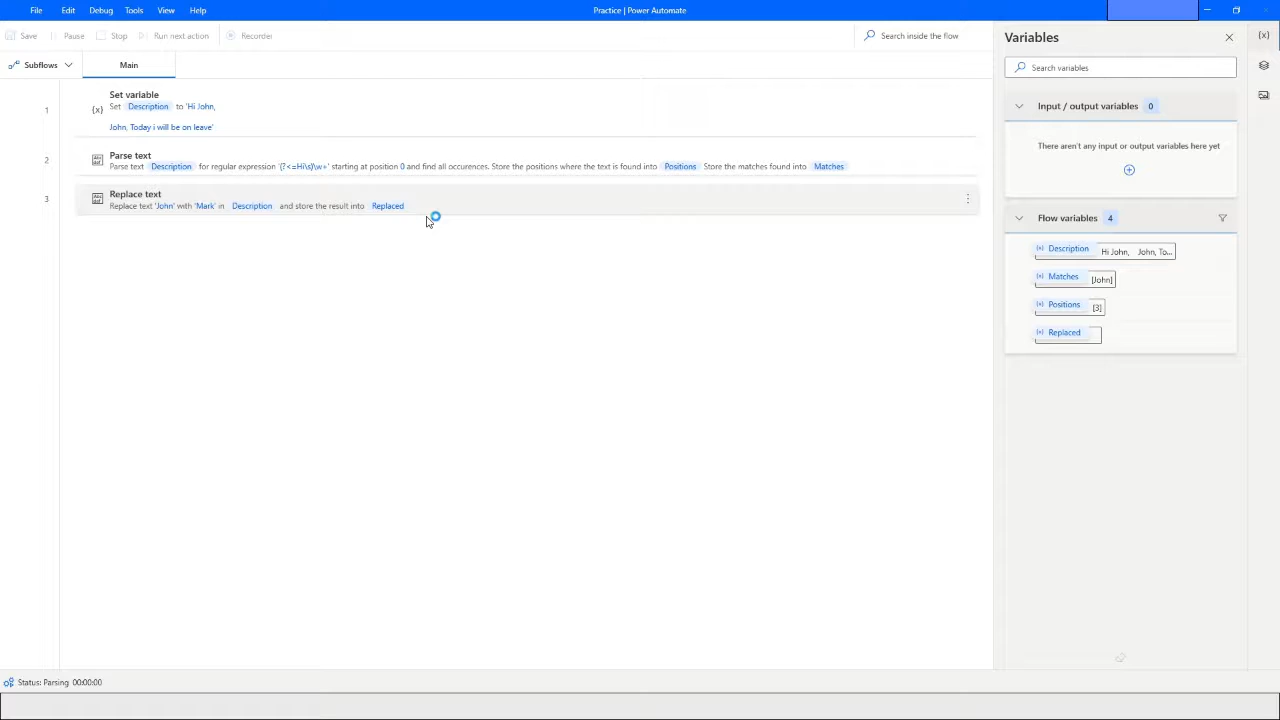 File Edit Debug Tools View Help
Practice | Power Automate
Save Pause Stop Run next action Recorder
Search inside the flow
Subflows Main
1
Set variable
Set Description to 'Hi John,
John, Today i will be on leave'
2
Parse text
Parse text Description for regular expression '(?<=Hi\s)\w+' starting at position 0 and find all occurences. Store the positions where the text is found into Positions Store the matches found into Matches
3
Replace text
Replace text 'John' with 'Mark' in Description and store the result into Replaced
Variables
{x}
Search variables
Input / output variables 0
There aren't any input or output variables here yet
Flow variables 4
Description Hi John, John, To...
Matches [John]
Positions [3]
Replaced
Status: Parsing 00:00:00